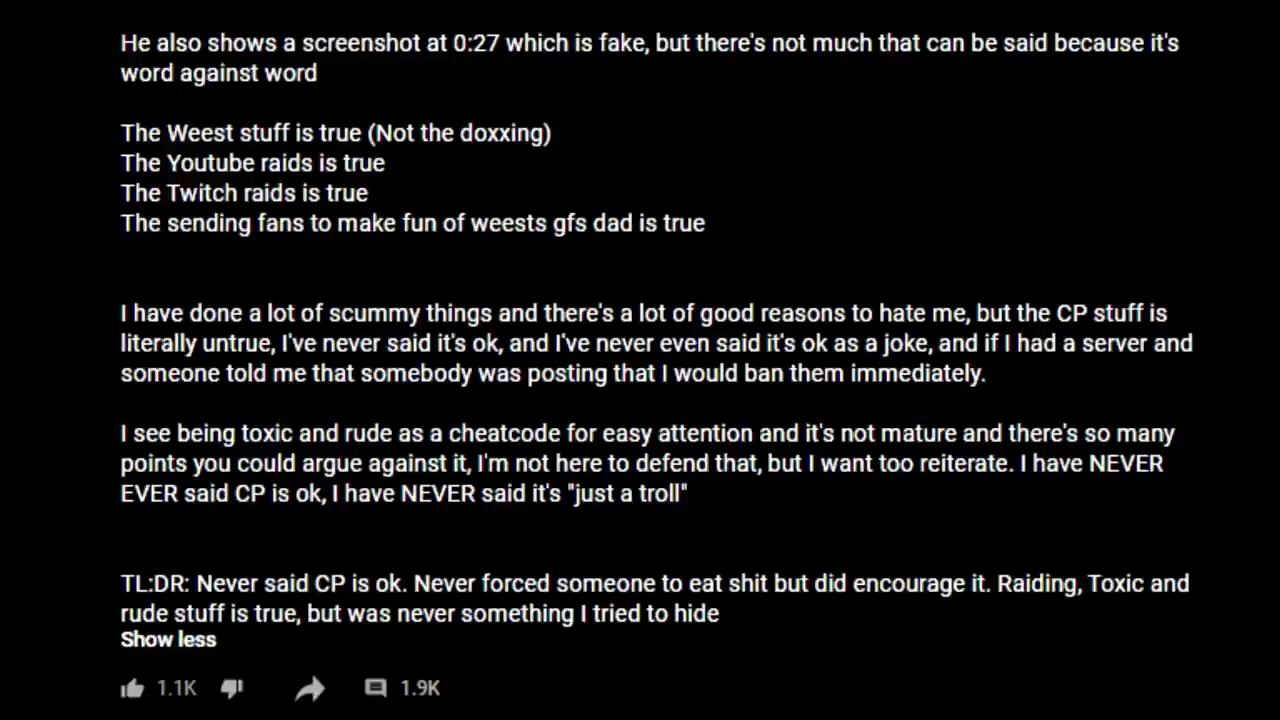 He also shows a screenshot at 0:27 which is fake, but there's not much that can be said because it's
word against word
The Weest stuff is true (Not the doxxing)
The Youtube raids is true
The Twitch raids is true
The sending fans to make fun of weests gfs dad is true
I have done a lot of scummy things and there's a lot of good reasons to hate me, but the CP stuff is
literally untrue, I've never said it's ok, and I've never even said it's ok as a joke, and if I had a server and
someone told me that somebody was posting that I would ban them immediately.
I see being toxic and rude as a cheatcode for easy attention and it's not mature and there's so many
points you could argue against it, I'm not here to defend that, but I want too reiterate. I have NEVER
EVER said CP is ok, I have NEVER said it's "just a troll"
TL:DR: Never said CP is ok. Never forced someone to eat shit but did encourage it. Raiding, Toxic and
rude stuff is true, but was never something I tried to hide
Show less
1.1K 1.9K